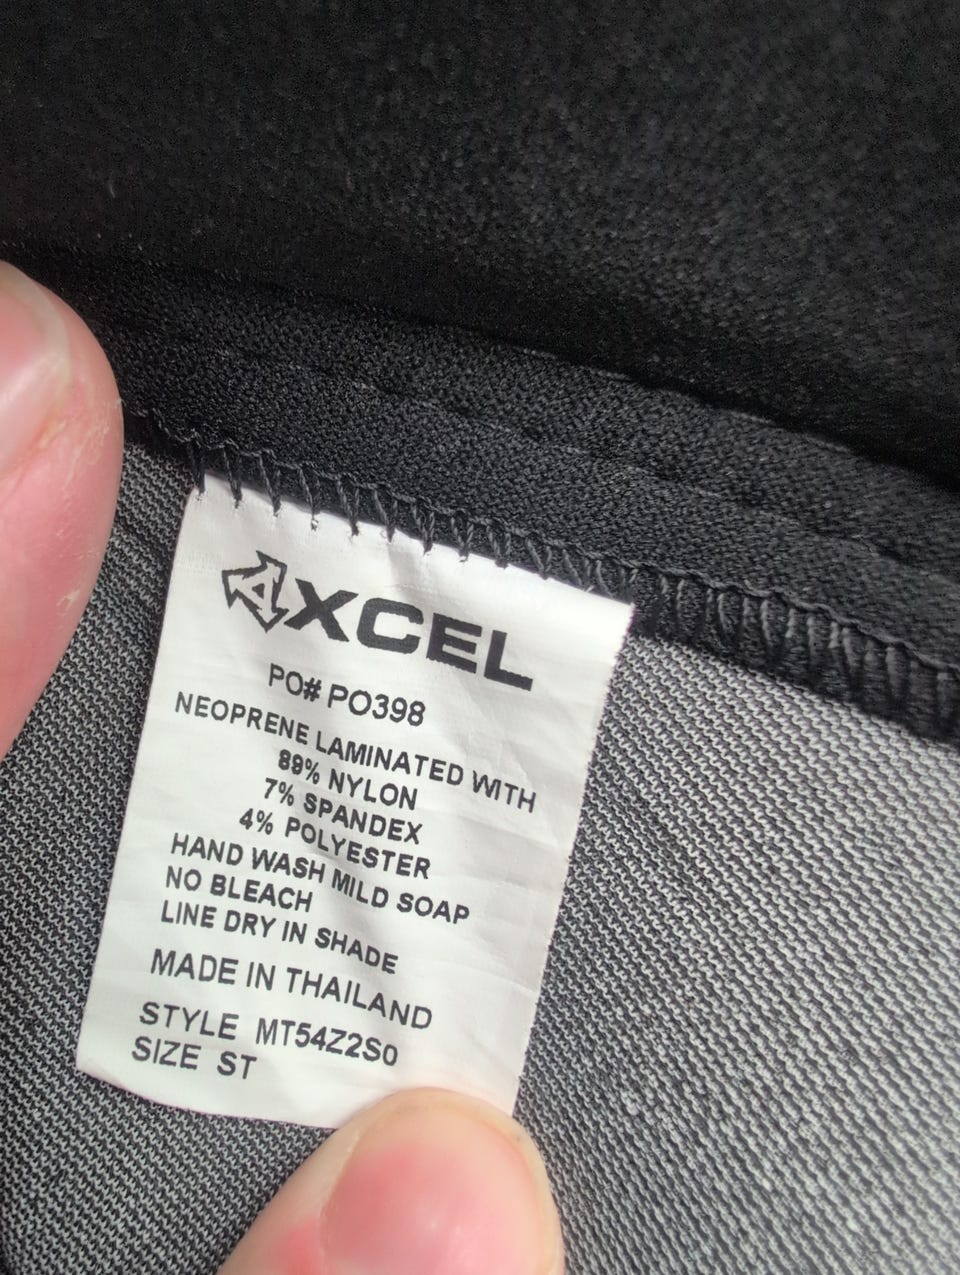 AXCEL
PO# PO398
NEOPRENE LAMINATED WITH
89% NYLON
7% SPANDEX
4% POLYESTER
HAND WASH MILD SOAP
NO BLEACH
LINE DRY IN SHADE
MADE IN THAILAND
STYLE MT54Z2S0
SIZE ST